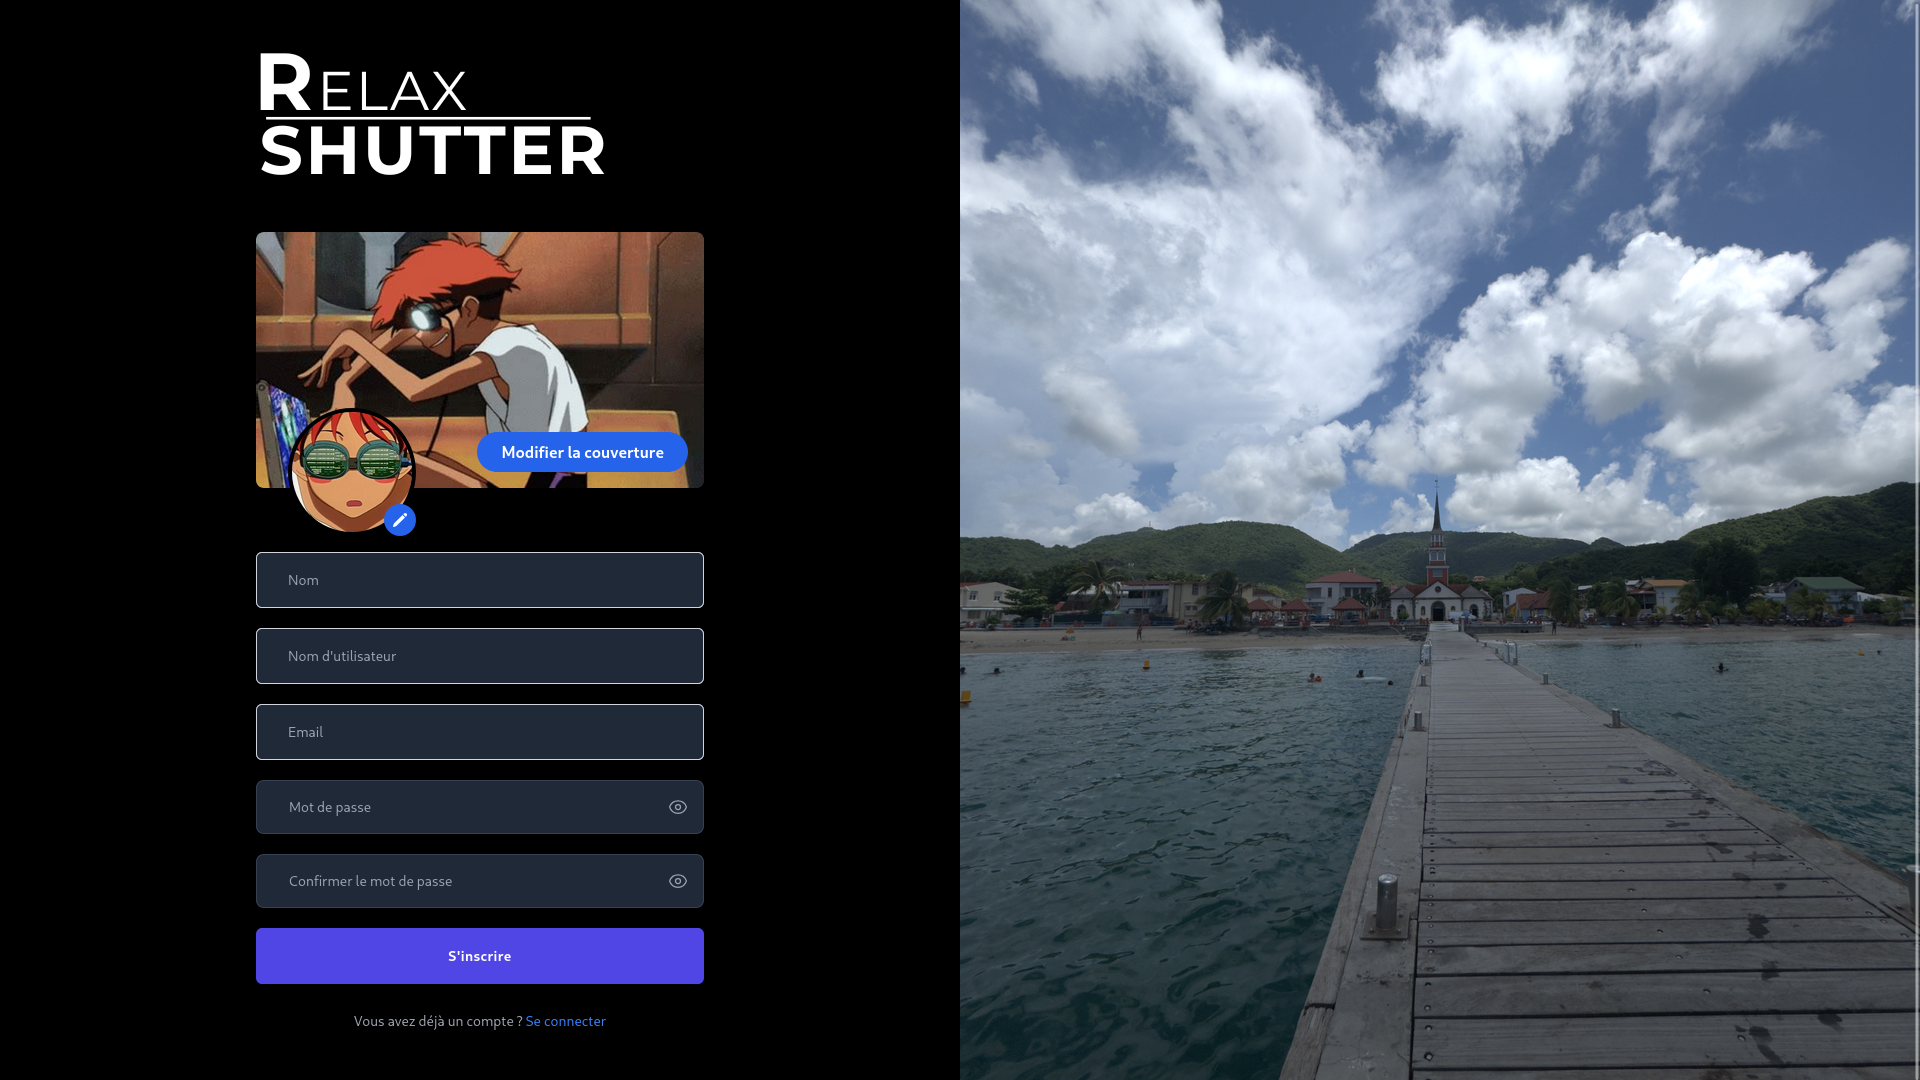 RELAX
SHUTTER
Modifier la couverture
Nom
Nom d'utilisateur
Email
Mot de passe
Confirmer le mot de passe
S'inscrire
Vous avez déjà un compte ? Se connecter